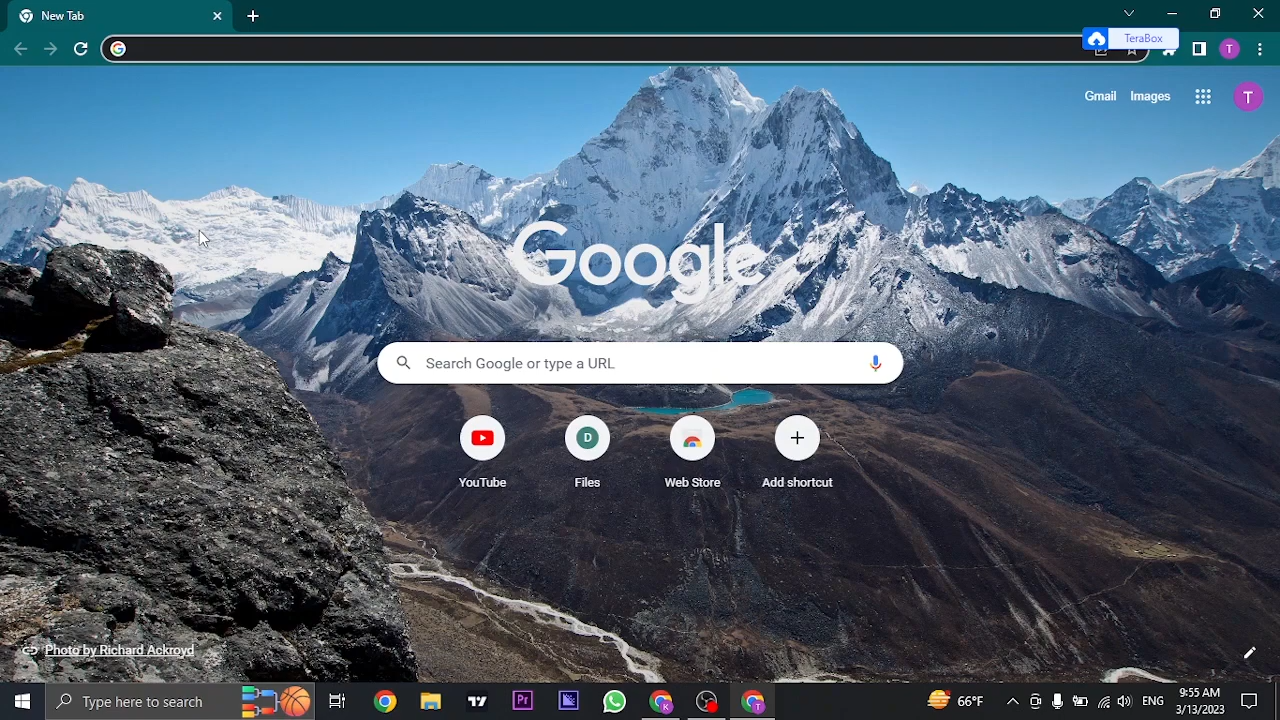 New Tab
TeraBox
T
Gmail
Images
T
Google
Search Google or type a URL
D
YouTube
Files
Web Store
Add shortcut
Photo by Richard Ackroyd
Type here to search
Pr
K
T
66°F
ENG
9:55 AM
3/13/2023